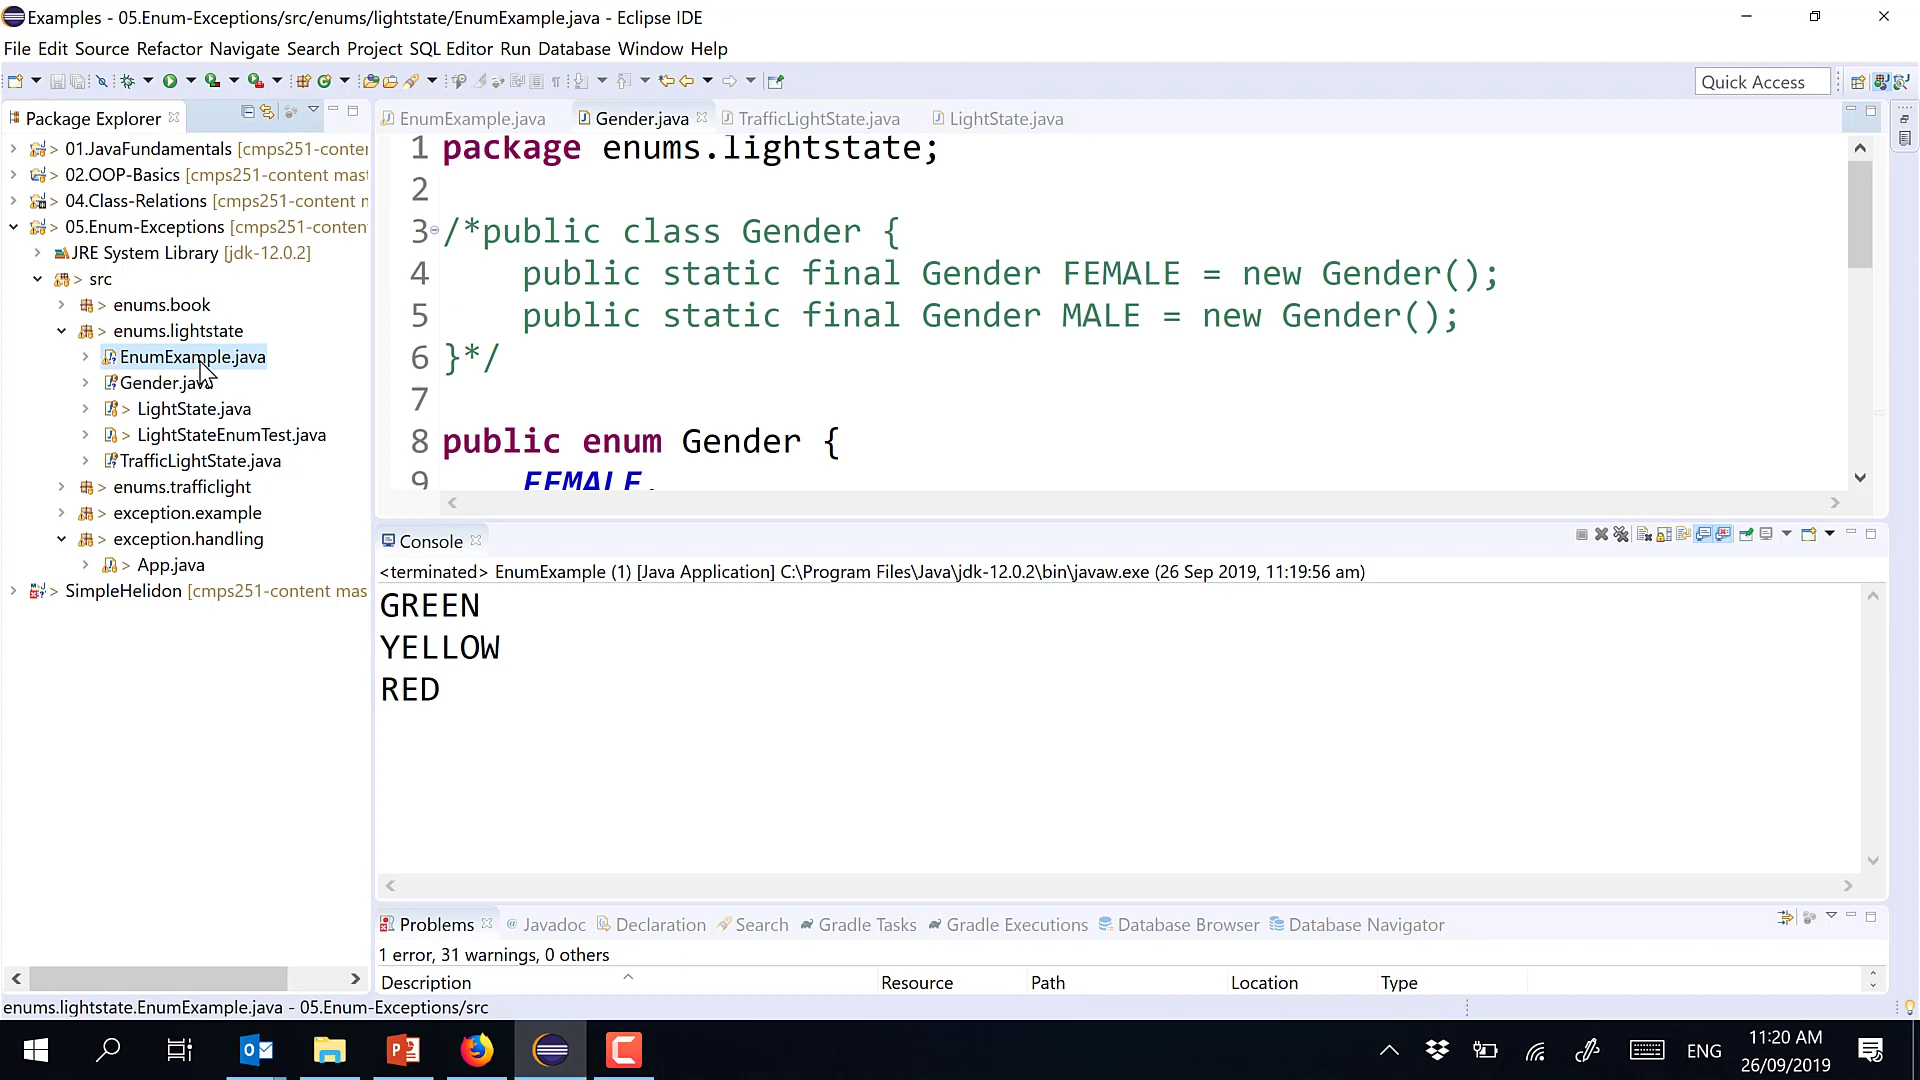 Examples - 05.Enum-Exceptions/src/enums/lightstate/EnumExample.java - Eclipse IDE
File Edit Source Refactor Navigate Search Project SQL Editor Run Database Window Help
Quick Access
Package Explorer
EnumExample.java Gender.java TrafficLightState.java LightState.java
> 01.JavaFundamentals [cmps251-conter
> 02.OOP-Basics [cmps251-content mast
> 04.Class-Relations [cmps251-content n
> 05.Enum-Exceptions [cmps251-conten
JRE System Library [jdk-12.0.2]
> src
> enums.book
> enums.lightstate
EnumExample.java
Gender.java
> LightState.java
> LightStateEnumTest.java
TrafficLightState.java
> enums.trafficlight
> exception.example
> exception.handling
> App.java
> SimpleHelidon [cmps251-content mas
1 package enums.lightstate;
2
3 /*public class Gender {
4 public static final Gender FEMALE = new Gender();
5 public static final Gender MALE = new Gender();
6 }*/
7
8 public enum Gender {
9 FEMALE,
Console
<terminated> EnumExample (1) [Java Application] C:\Program Files\Java\jdk-12.0.2\bin\javaw.exe (26 Sep 2019, 11:19:56 am)
GREEN
YELLOW
RED
Problems Javadoc Declaration Search Gradle Tasks Gradle Executions Database Browser Database Navigator
1 error, 31 warnings, 0 others
Description Resource Path Location Type
enums.lightstate.EnumExample.java - 05.Enum-Exceptions/src
ENG
11:20 AM
26/09/2019